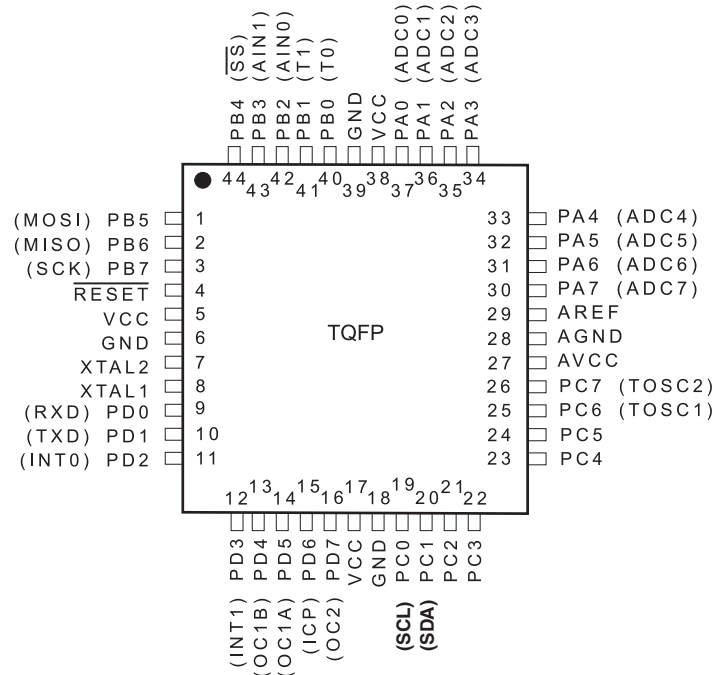 PB4 (SS)
PB3 (AIN1)
PB2 (AIN0)
PB1 (T1)
PB0 (T0)
GND
VCC
PA0 (ADC0)
PA1 (ADC1)
PA2 (ADC2)
PA3 (ADC3)
44 43 42 41 40 39 38 37 36 35 34
(MOSI) PB5 1
(MISO) PB6 2
(SCK) PB7 3
RESET 4
VCC 5
GND 6
XTAL2 7
XTAL1 8
(RXD) PD0 9
(TXD) PD1 10
(INT0) PD2 11
TQFP
33 PA4 (ADC4)
32 PA5 (ADC5)
31 PA6 (ADC6)
30 PA7 (ADC7)
29 AREF
28 AGND
27 AVCC
26 PC7 (TOSC2)
25 PC6 (TOSC1)
24 PC5
23 PC4
12 13 14 15 16 17 18 19 20 21 22
(INT1) PD3
(OC1B) PD4
(OC1A) PD5
(ICP) PD6
(OC2) PD7
VCC
GND
(SCL) PC0
(SDA) PC1
PC2
PC3